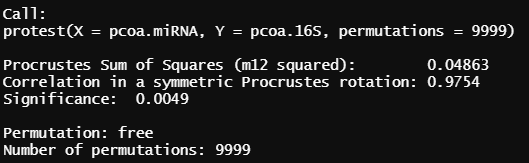 Call:
protest(X = pcoa.miRNA, Y = pcoa.16S, permutations = 9999)
Procrustes Sum of Squares (m12 squared): 0.04863
Correlation in a symmetric Procrustes rotation: 0.9754
Significance: 0.0049
Permutation: free
Number of permutations: 9999